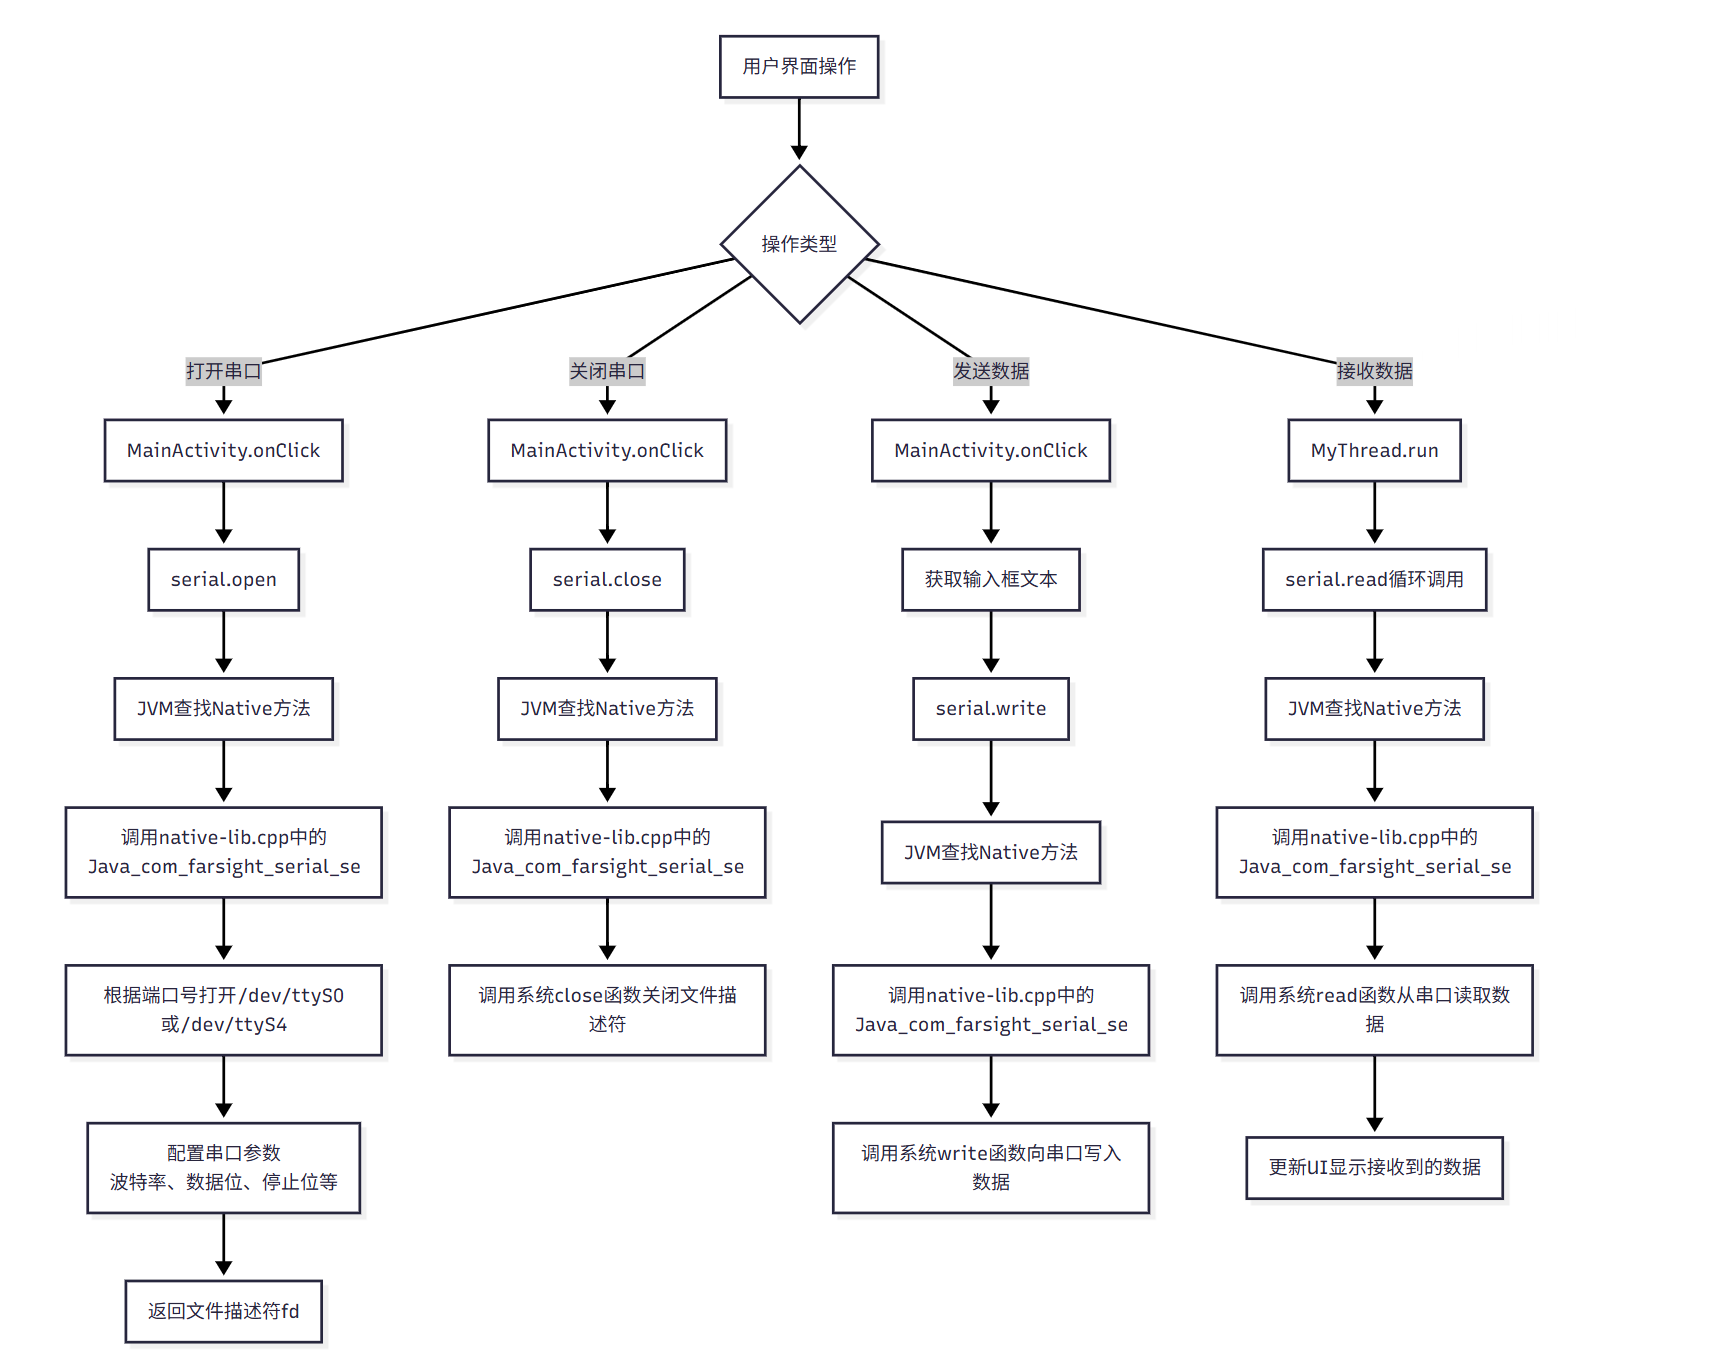 用户界面操作
操作类型
打开串口
关闭串口
发送数据
接收数据
MainActivity.onClick
MainActivity.onClick
MainActivity.onClick
MyThread.run
serial.open
serial.close
获取输入框文本
serial.read循环调用
JVM查找Native方法
JVM查找Native方法
serial.write
JVM查找Native方法
调用native-lib.cpp中的
Java_com_farsight_serial_se
调用native-lib.cpp中的
Java_com_farsight_serial_se
JVM查找Native方法
调用native-lib.cpp中的
Java_com_farsight_serial_se
根据端口号打开/dev/ttyS0
或/dev/ttyS4
调用系统close函数关闭文件描
述符
调用native-lib.cpp中的
Java_com_farsight_serial_se
调用系统read函数从串口读取数
据
配置串口参数
波特率、数据位、停止位等
调用系统write函数向串口写入
数据
更新UI显示接收到的数据
返回文件描述符fd